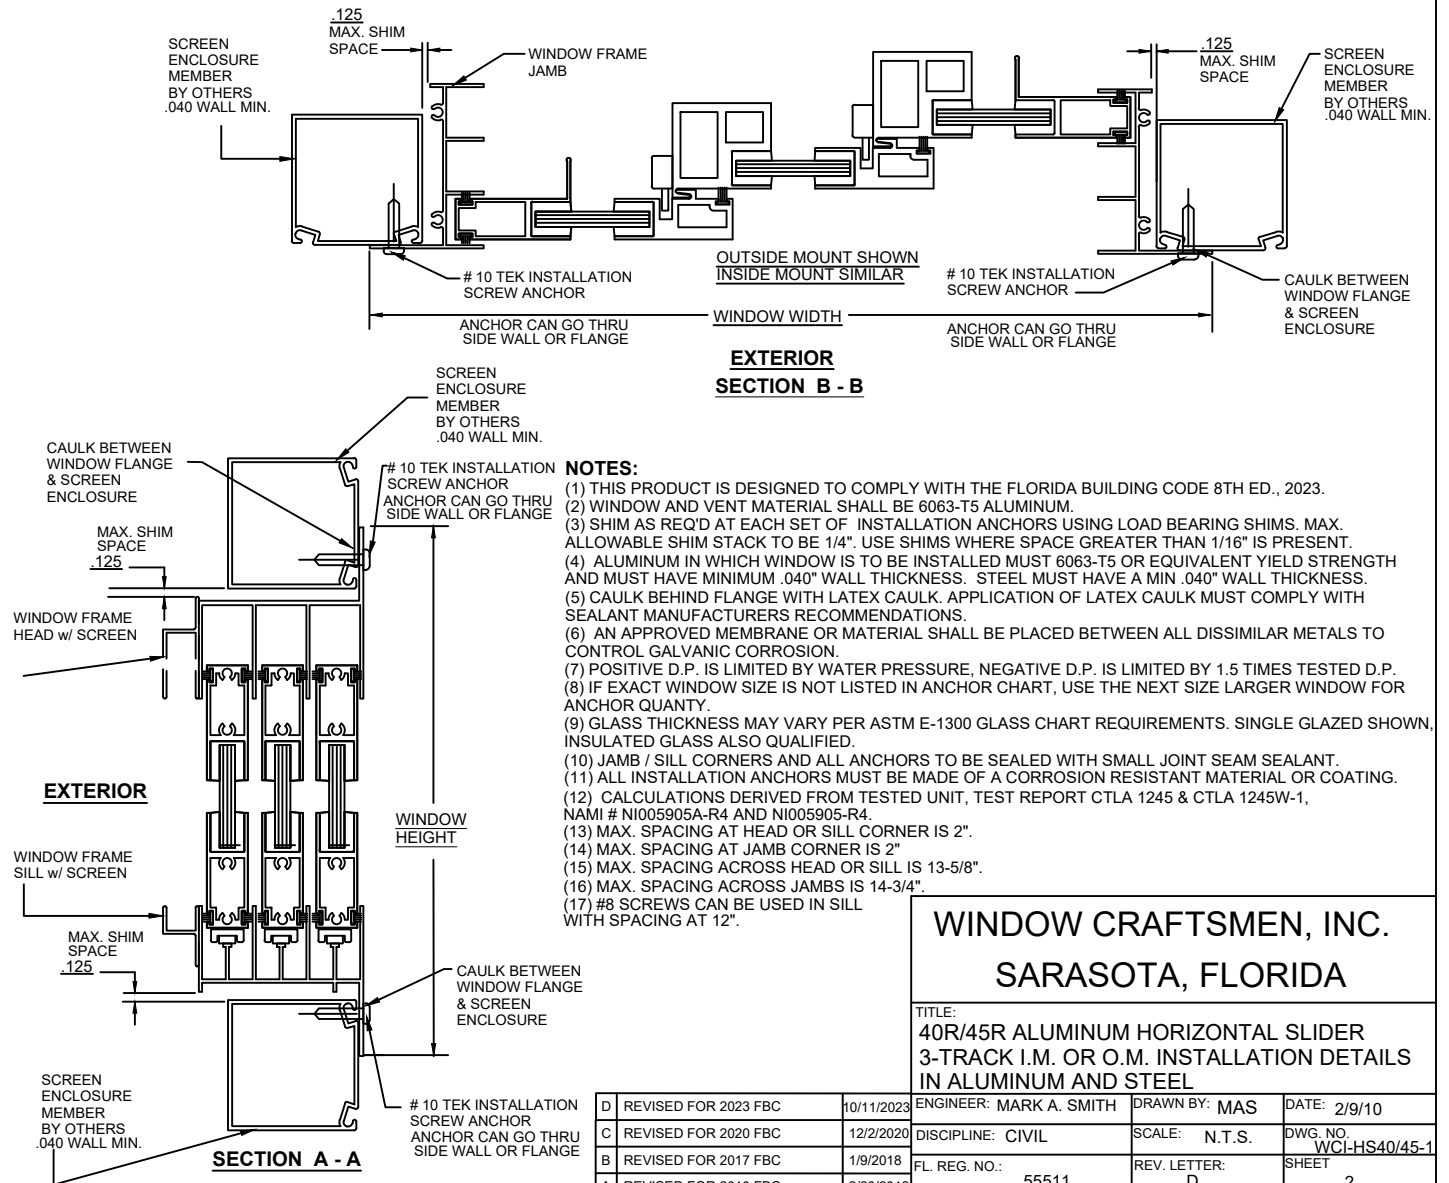 .125
MAX. SHIM
SPACE
SCREEN
ENCLOSURE
MEMBER
BY OTHERS
.040 WALL MIN.
WINDOW FRAME
JAMB
.125
MAX. SHIM
SPACE
SCREEN
ENCLOSURE
MEMBER
BY OTHERS
.040 WALL MIN.
# 10 TEK INSTALLATION
SCREW ANCHOR
OUTSIDE MOUNT SHOWN
INSIDE MOUNT SIMILAR
# 10 TEK INSTALLATION
SCREW ANCHOR
CAULK BETWEEN
WINDOW FLANGE
& SCREEN
ENCLOSURE
ANCHOR CAN GO THRU
SIDE WALL OR FLANGE
WINDOW WIDTH
ANCHOR CAN GO THRU
SIDE WALL OR FLANGE
EXTERIOR
SECTION B - B
SCREEN
ENCLOSURE
MEMBER
BY OTHERS
.040 WALL MIN.
CAULK BETWEEN
WINDOW FLANGE
& SCREEN
ENCLOSURE
# 10 TEK INSTALLATION
SCREW ANCHOR
ANCHOR CAN GO THRU
SIDE WALL OR FLANGE
MAX. SHIM
SPACE
.125
WINDOW FRAME
HEAD w/ SCREEN
EXTERIOR
WINDOW
HEIGHT
WINDOW FRAME
SILL w/ SCREEN
MAX. SHIM
SPACE
.125
CAULK BETWEEN
WINDOW FLANGE
& SCREEN
ENCLOSURE
SCREEN
ENCLOSURE
MEMBER
BY OTHERS
.040 WALL MIN.
# 10 TEK INSTALLATION
SCREW ANCHOR
ANCHOR CAN GO THRU
SIDE WALL OR FLANGE
SECTION A - A
NOTES:
(1) THIS PRODUCT IS DESIGNED TO COMPLY WITH THE FLORIDA BUILDING CODE 8TH ED., 2023.
(2) WINDOW AND VENT MATERIAL SHALL BE 6063-T5 ALUMINUM.
(3) SHIM AS REQ'D AT EACH SET OF INSTALLATION ANCHORS USING LOAD BEARING SHIMS. MAX.
ALLOWABLE SHIM STACK TO BE 1/4". USE SHIMS WHERE SPACE GREATER THAN 1/16" IS PRESENT.
(4) ALUMINUM IN WHICH WINDOW IS TO BE INSTALLED MUST 6063-T5 OR EQUIVALENT YIELD STRENGTH
AND MUST HAVE MINIMUM .040" WALL THICKNESS. STEEL MUST HAVE A MIN .040" WALL THICKNESS.
(5) CAULK BEHIND FLANGE WITH LATEX CAULK. APPLICATION OF LATEX CAULK MUST COMPLY WITH
SEALANT MANUFACTURERS RECOMMENDATIONS.
(6) AN APPROVED MEMBRANE OR MATERIAL SHALL BE PLACED BETWEEN ALL DISSIMILAR METALS TO
CONTROL GALVANIC CORROSION.
(7) POSITIVE D.P. IS LIMITED BY WATER PRESSURE, NEGATIVE D.P. IS LIMITED BY 1.5 TIMES TESTED D.P.
(8) IF EXACT WINDOW SIZE IS NOT LISTED IN ANCHOR CHART, USE THE NEXT SIZE LARGER WINDOW FOR
ANCHOR QUANTY.
(9) GLASS THICKNESS MAY VARY PER ASTM E-1300 GLASS CHART REQUIREMENTS. SINGLE GLAZED SHOWN,
INSULATED GLASS ALSO QUALIFIED.
(10) JAMB / SILL CORNERS AND ALL ANCHORS TO BE SEALED WITH SMALL JOINT SEAM SEALANT.
(11) ALL INSTALLATION ANCHORS MUST BE MADE OF A CORROSION RESISTANT MATERIAL OR COATING.
(12) CALCULATIONS DERIVED FROM TESTED UNIT, TEST REPORT CTLA 1245 & CTLA 1245W-1,
NAMI # NI005905A-R4 AND NI005905-R4.
(13) MAX. SPACING AT HEAD OR SILL CORNER IS 2".
(14) MAX. SPACING AT JAMB CORNER IS 2"
(15) MAX. SPACING ACROSS HEAD OR SILL IS 13-5/8".
(16) MAX. SPACING ACROSS JAMBS IS 14-3/4".
(17) #8 SCREWS CAN BE USED IN SILL
WITH SPACING AT 12".
WINDOW CRAFTSMEN, INC.
SARASOTA, FLORIDA
TITLE:
40R/45R ALUMINUM HORIZONTAL SLIDER
3-TRACK I.M. OR O.M. INSTALLATION DETAILS
IN ALUMINUM AND STEEL
D REVISED FOR 2023 FBC 10/11/2023
C REVISED FOR 2020 FBC 12/2/2020
B REVISED FOR 2017 FBC 1/9/2018
ENGINEER: MARK A. SMITH DRAWN BY: MAS DATE: 2/9/10
DISCIPLINE: CIVIL SCALE: N.T.S. DWG. NO. WCI-HS40/45-1
FL. REG. NO.: 55511 REV. LETTER: D SHEET 2